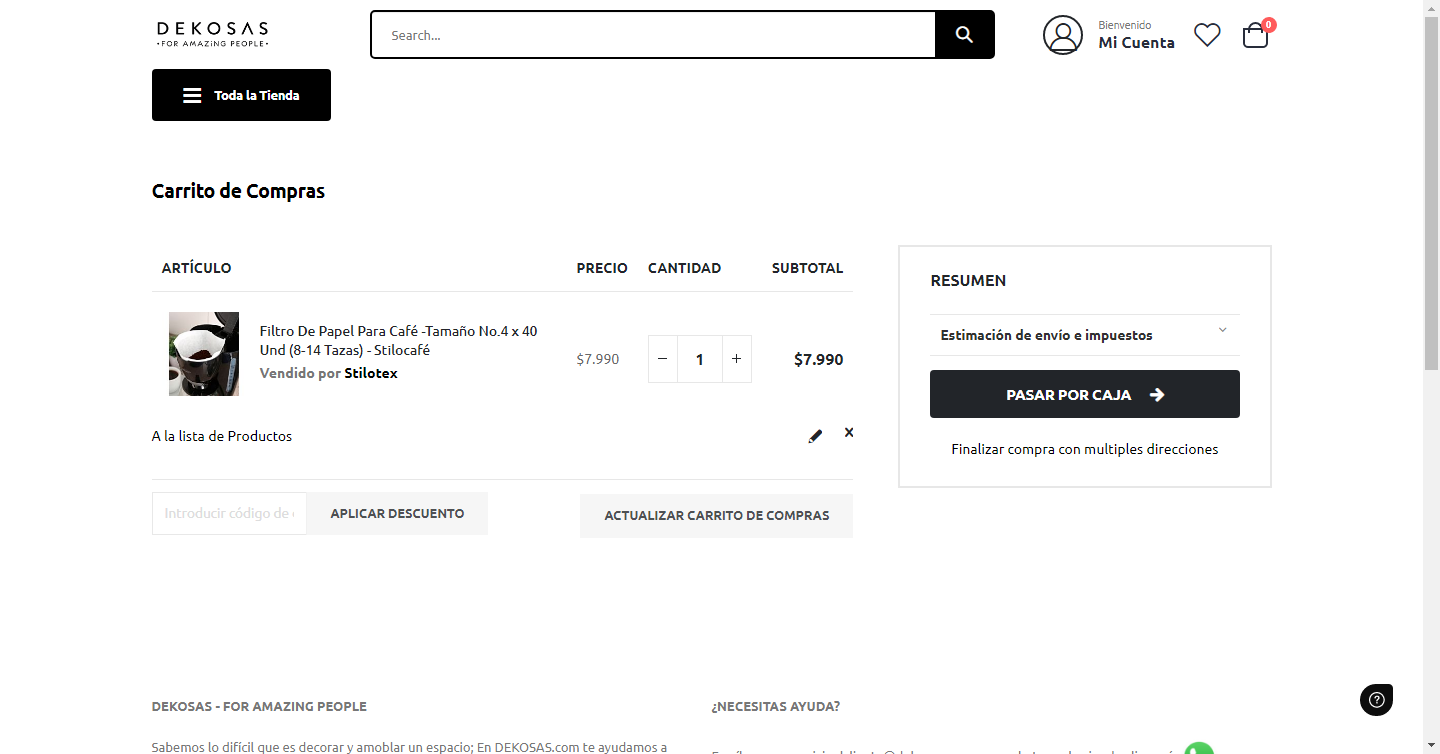 DEKOSAS
•FOR AMAZiNG PEOPLE•
Search...
Bienvenido
Mi Cuenta
0
Toda la Tienda
Carrito de Compras
ARTÍCULO PRECIO CANTIDAD SUBTOTAL
Filtro De Papel Para Café -Tamaño No.4 x 40
Und (8-14 Tazas) - Stilocafé
Vendido por Stilotex
$7.990
1
$7.990
A la lista de Productos
Introducir código de
APLICAR DESCUENTO
ACTUALIZAR CARRITO DE COMPRAS
RESUMEN
Estimación de envío e impuestos
PASAR POR CAJA
Finalizar compra con multiples direcciones
DEKOSAS - FOR AMAZING PEOPLE
Sabemos lo difícil que es decorar y amoblar un espacio; En DEKOSAS.com te ayudamos a
¿NECESITAS AYUDA?